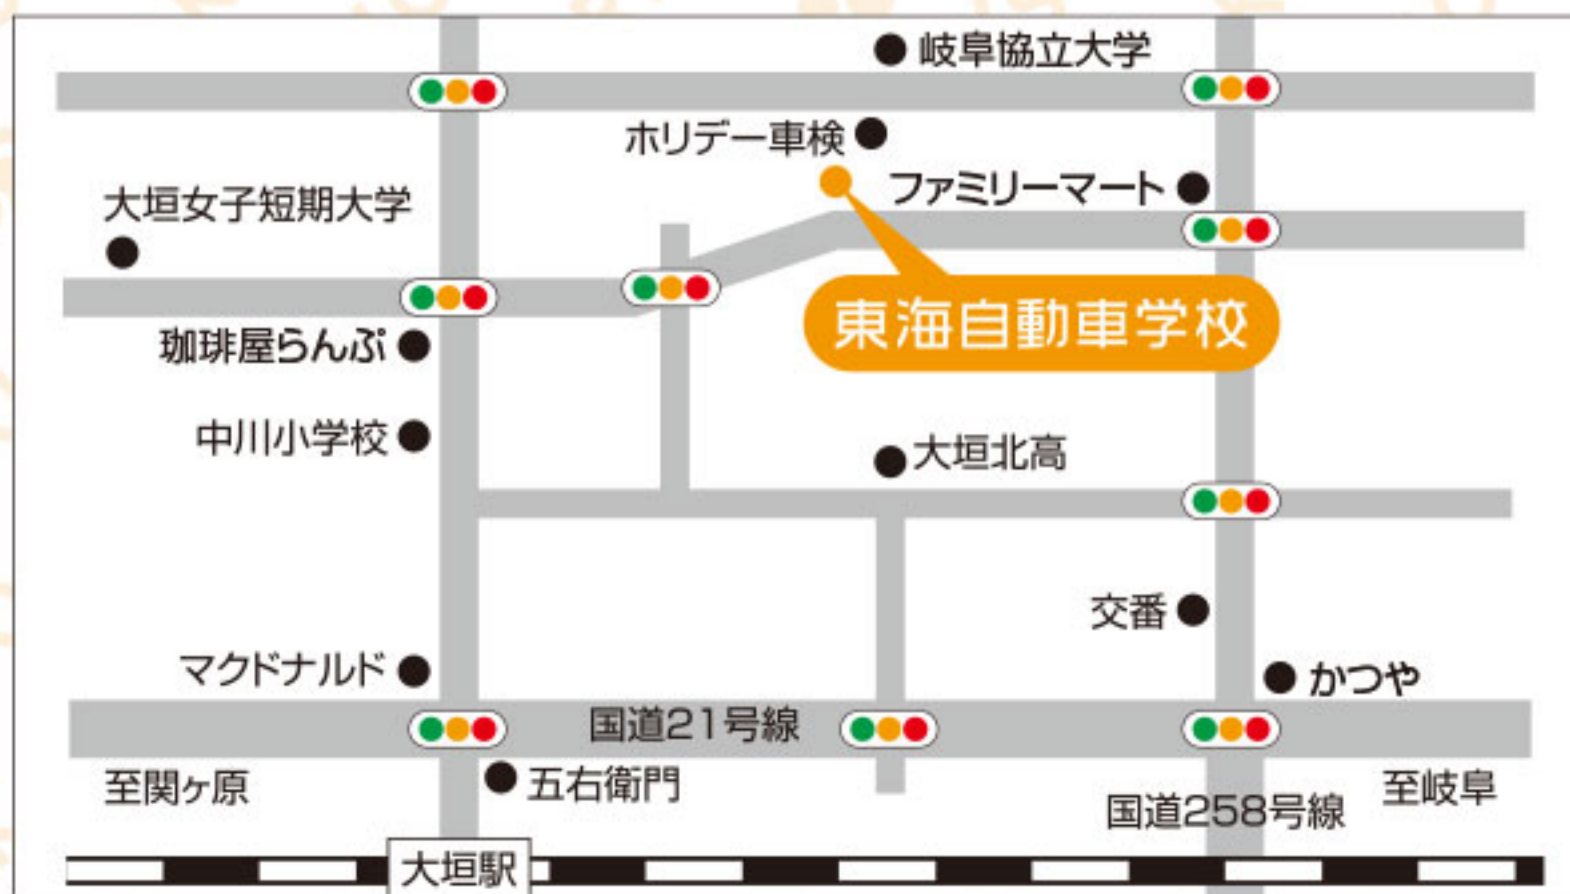 岐阜協立大学
ホリデー車検
ファミリーマート
大垣女子短期大学
東海自動車学校
珈琲屋らんぷ
中川小学校
大垣北高
交番
マクドナルド
かつや
国道21号線
至関ヶ原
五右衛門
国道258号線
至岐阜
大垣駅